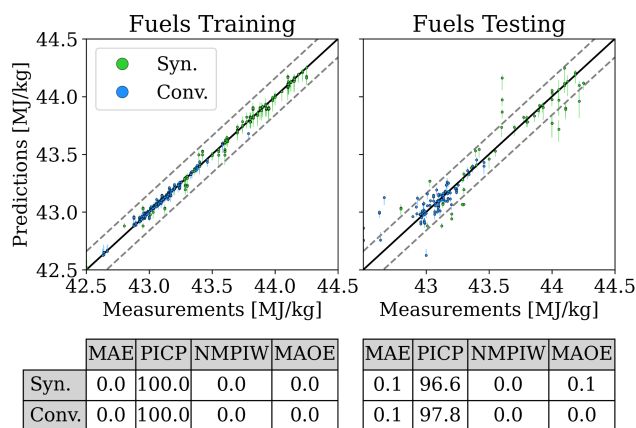 Fuels Training
Fuels Testing
Predictions [MJ/kg]
44.5
44.0
43.5
43.0
42.5
Syn.
Conv.
42.5 43.0 43.5 44.0 44.5
43 43.5 44 44.5
Measurements [MJ/kg]
Measurements [MJ/kg]
MAE PICP NMPIW MAOE
Syn. 0.0 100.0 0.0 0.0
Conv. 0.0 100.0 0.0 0.0
MAE PICP NMPIW MAOE
0.1 96.6 0.0 0.1
0.1 97.8 0.0 0.0